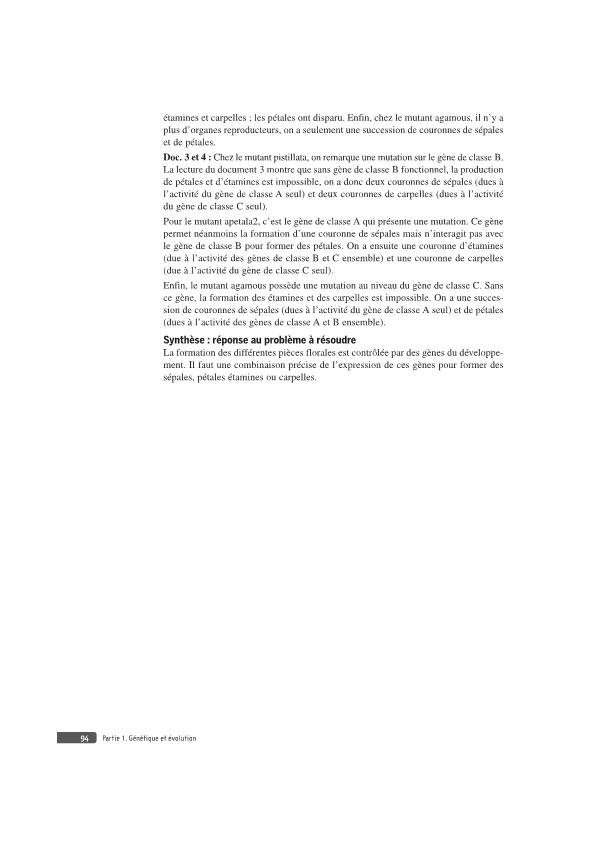 étamines et carpelles ; les pétales ont disparu. Enfin, chez le mutant agamous, il n’y a
plus d’organes reproducteurs, on a seulement une succession de couronnes de sépales
et de pétales.
Doc. 3 et 4 : Chez le mutant pistillata, on remarque une mutation sur le gène de classe B.
La lecture du document 3 montre que sans gène de classe B fonctionnel, la production
de pétales et d’étamines est impossible, on a donc deux couronnes de sépales (dues à
l’activité du gène de classe A seul) et deux couronnes de carpelles (dues à l’activité
du gène de classe C seul).
Pour le mutant apetala2, c’est le gène de classe A qui présente une mutation. Ce gène
permet néanmoins la formation d’une couronne de sépales mais n’interagit pas avec
le gène de classe B pour former des pétales. On a ensuite une couronne d’étamines
(due à l’activité des gènes de classe B et C ensemble) et une couronne de carpelles
(due à l’activité du gène de classe C seul).
Enfin, le mutant agamous possède une mutation au niveau du gène de classe C. Sans
ce gène, la formation des étamines et des carpelles est impossible. On a une succes-
sion de couronnes de sépales (dues à l’activité du gène de classe A seul) et de pétales
(dues à l’activité des gènes de classe A et B ensemble).
Synthèse : réponse au problème à résoudre
La formation des différentes pièces florales est contrôlée par des gènes du développe-
ment. Il faut une combinaison précise de l’expression de ces gènes pour former des
sépales, pétales étamines ou carpelles.
94 Partie 1. Génétique et évolution